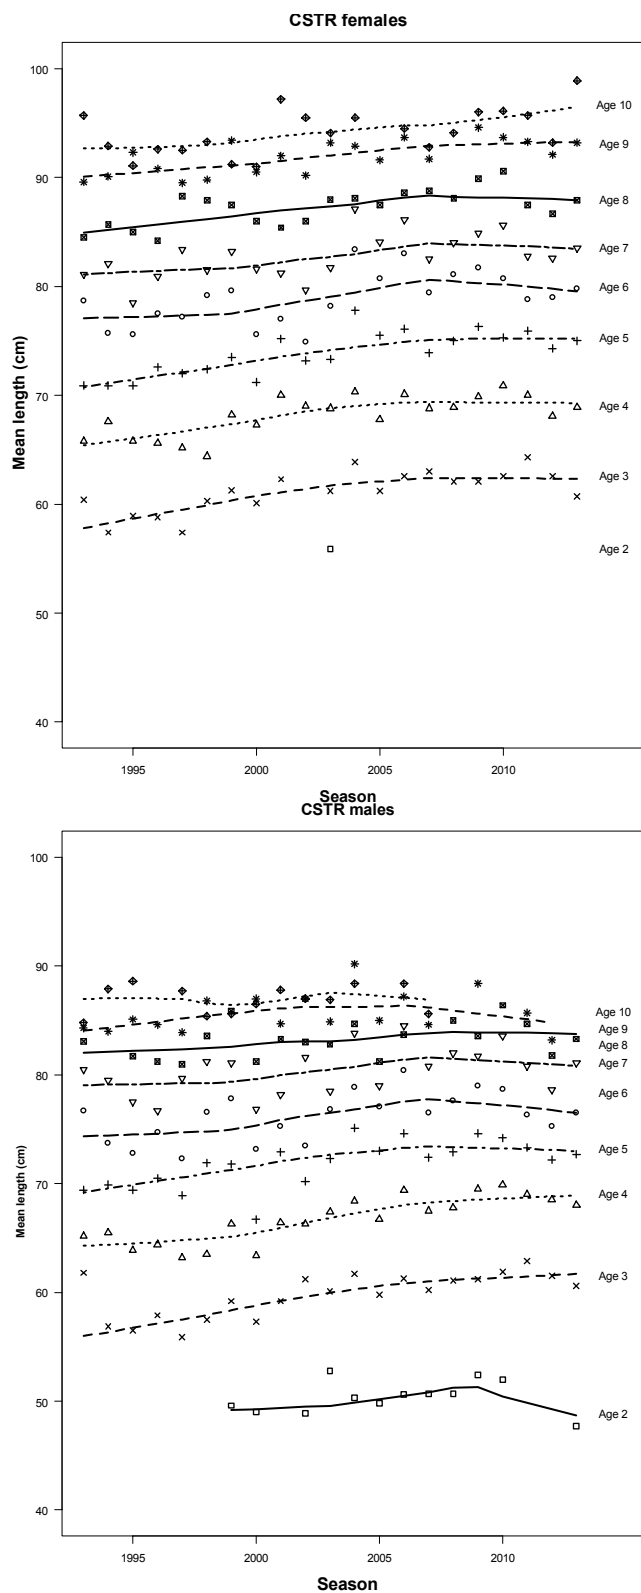 CSTR females
100
Age 10
Age 9
90
Age 8
Age 7
80
Age 6
Age 5
70
Age 4
Age 3
60
Age 2
50
40
Mean length (cm)
1995 2000 2005 2010
Season
CSTR males
100
90
Age 10
Age 9
Age 8
80
Age 7
Age 6
Age 5
70
Age 4
Age 3
60
50
Age 2
40
Mean length (cm)
1995 2000 2005 2010
Season